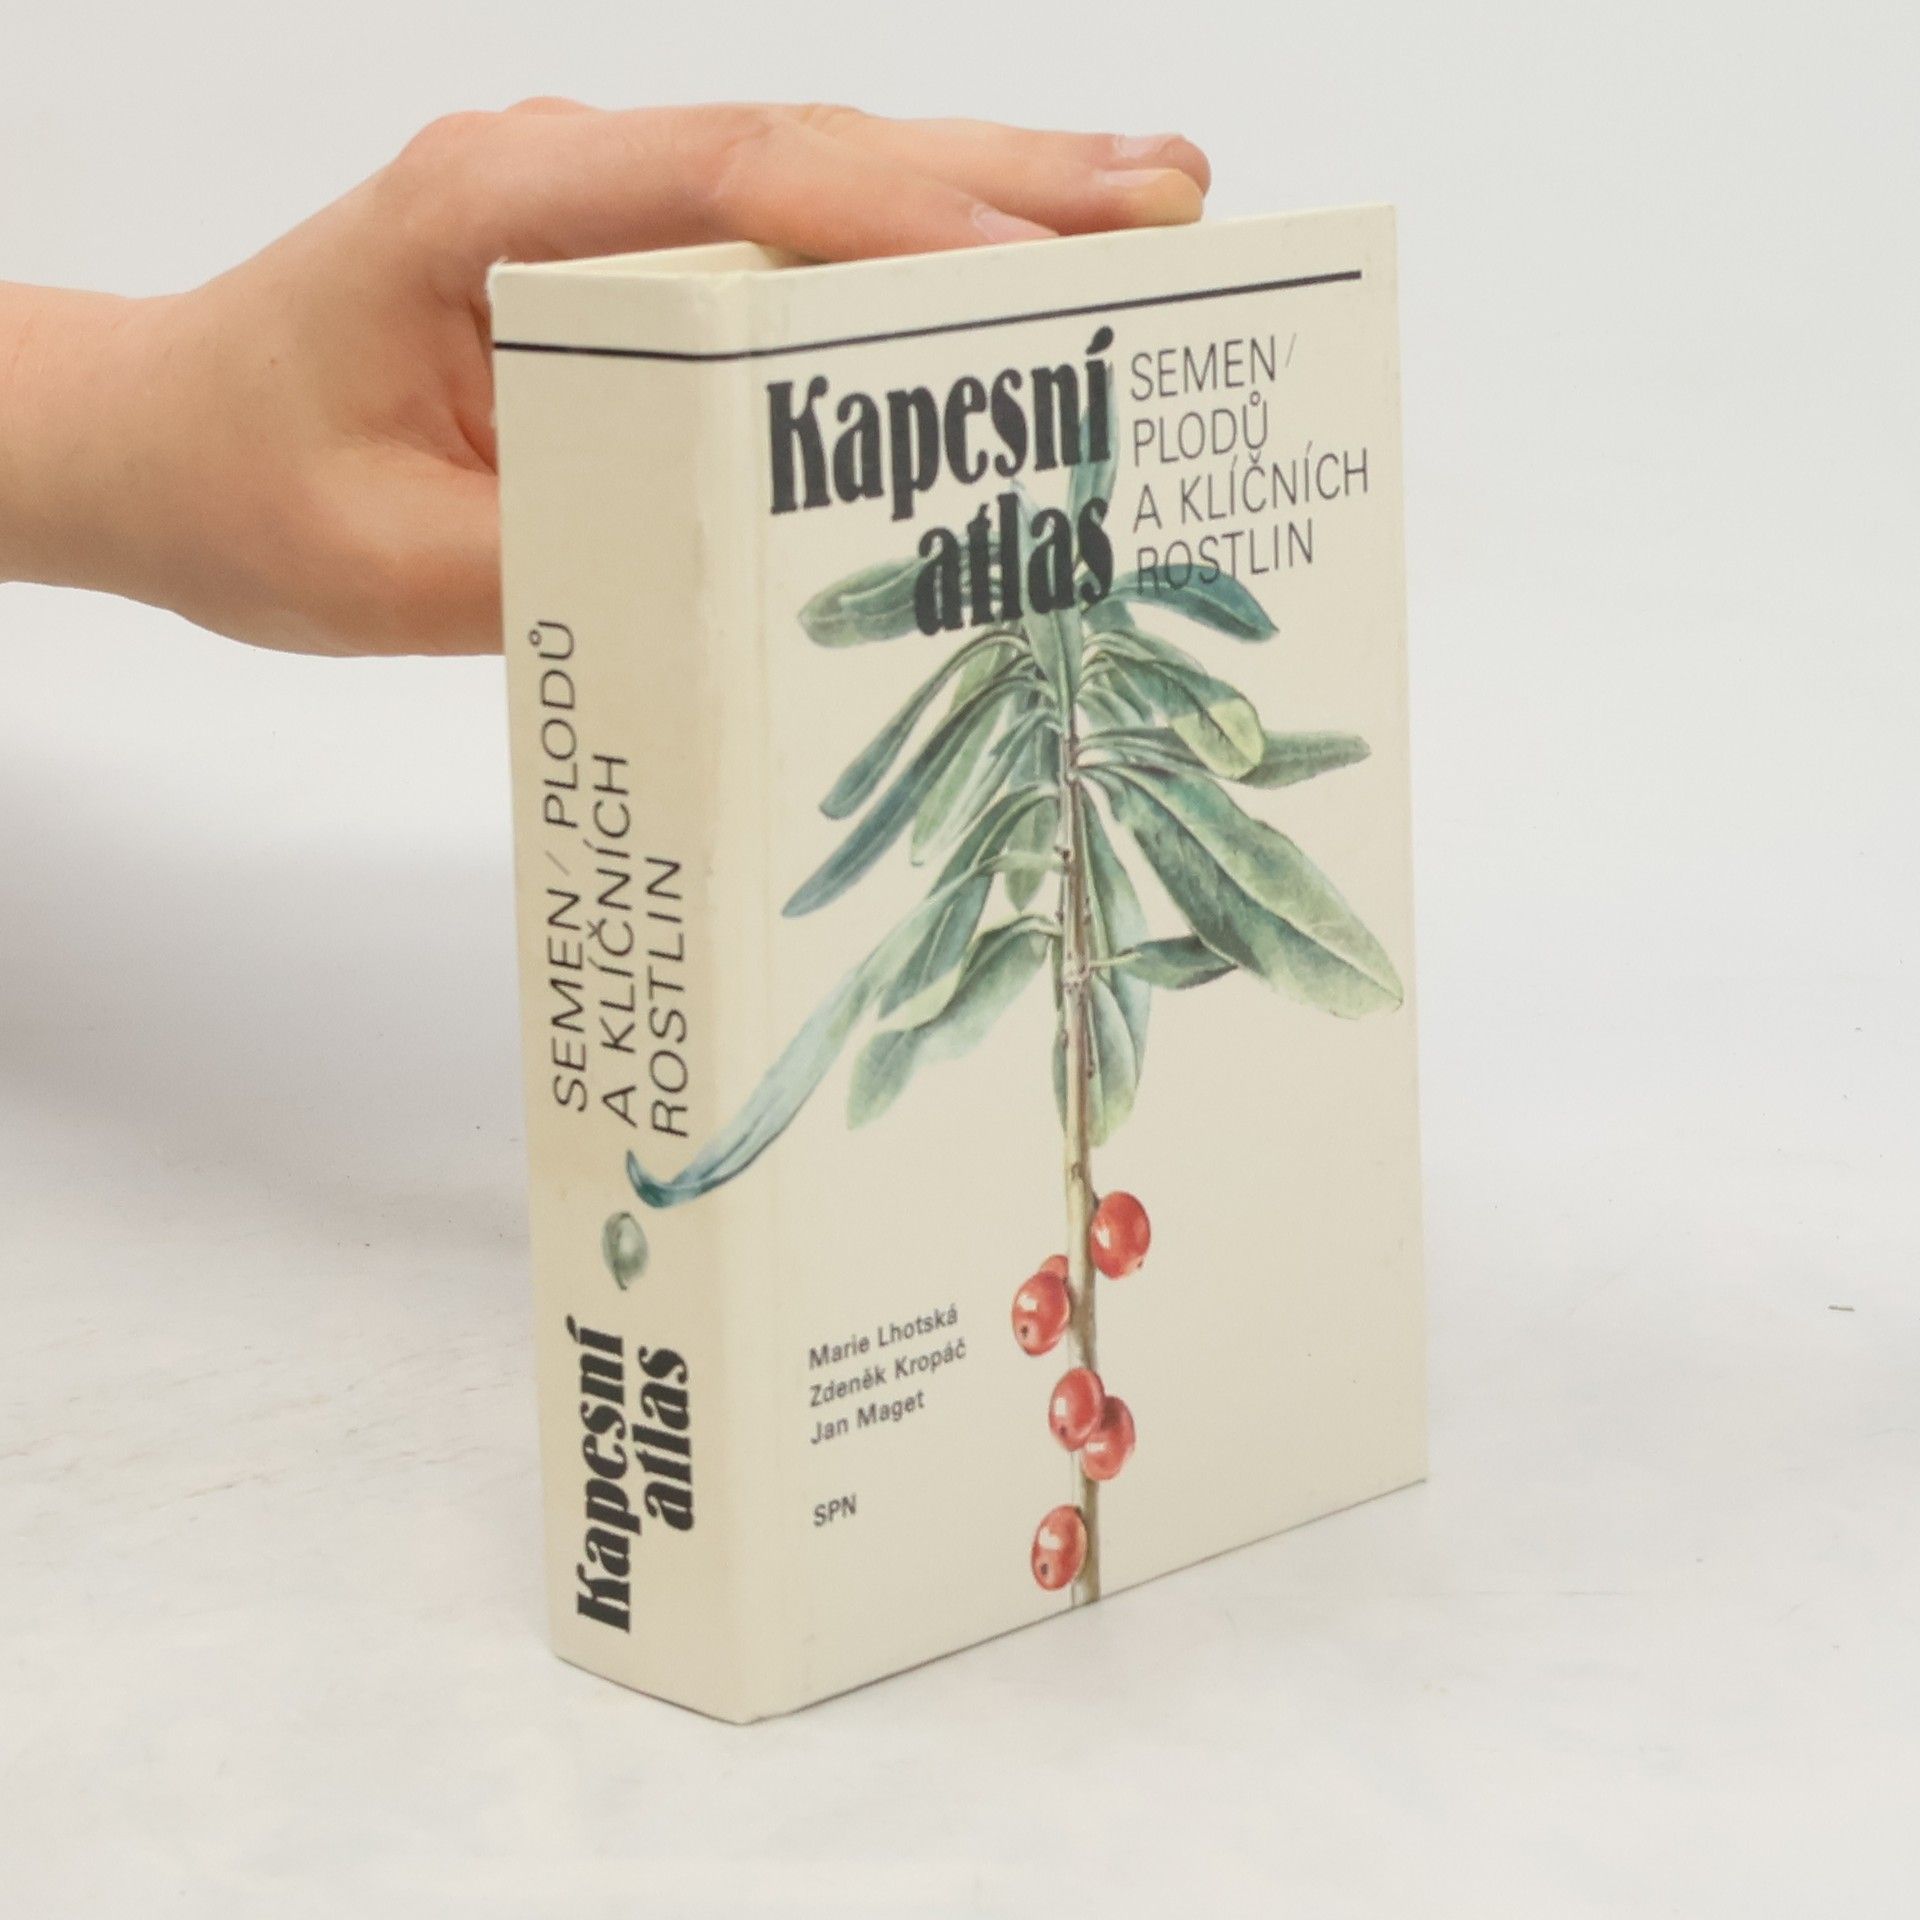 Kapesní
atlas
SEMEN/
PLODŮ
A KLÍČNÍCH
ROSTLIN
Marie Lhotská
Zdeněk Kropáč
Jan Maget
SPN
Kapesní
atlas
SEMEN/PLODŮ
A KLÍČNÍCH
ROSTLIN